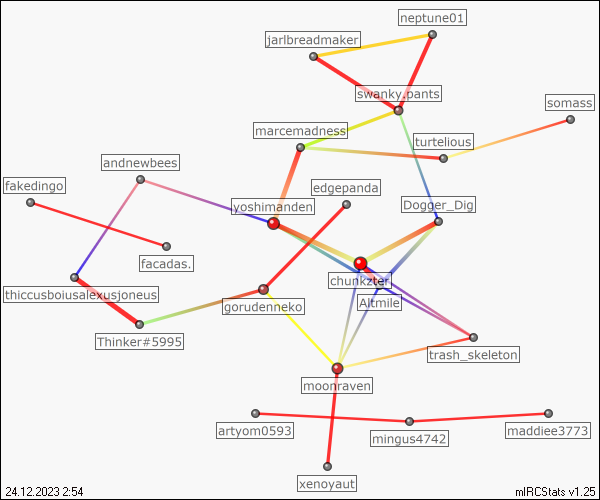 neptune01
jarlbreadmaker
swanky.pants
somass
marcemadness
turtelious
andnewbees
fakedingo
edgepanda
yoshimanden
Dogger_Dig
facadas.
chunkzter
thiccusboiusalexusjoneus
gorudenneko
Altmile
Thinker#5995
trash_skeleton
moonraven
artyom0593
mingus4742
maddiee3773
xenoyaut
24.12.2023 2:54
mIRCStats v1.25